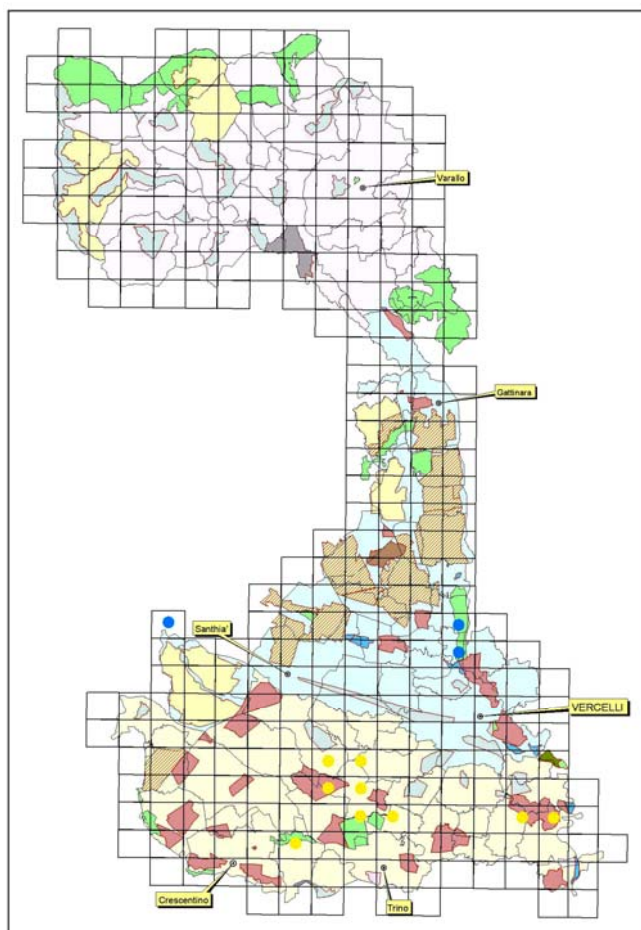 Varallo
Gattinara
Santhia'
VERCELLI
Crescentino
Trino